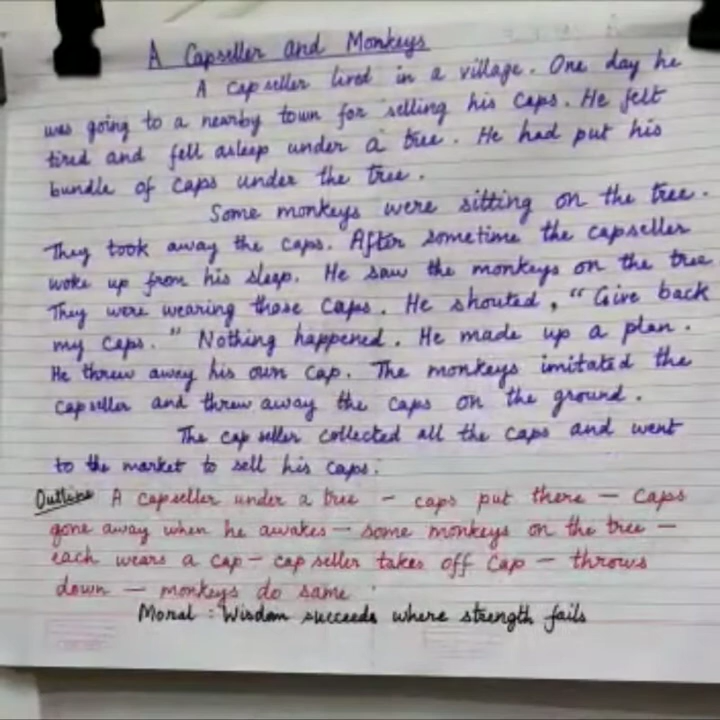 A Capseller and Monkeys
A capseller lived in a village. One day he
was going to a nearby town for selling his caps. He felt
tired and fell asleep under a tree. He had put his
bundle of caps under the tree.
Some monkeys were sitting on the tree.
They took away the caps. After sometime the capseller
woke up from his sleep. He saw the monkeys on the tree
They were wearing those caps. He shouted, "Give back
my caps." Nothing happened. He made up a plan.
He threw away his own cap. The monkeys imitated the
capseller and threw away the caps on the ground.
The cap seller collected all the caps and went
to the market to sell his caps.
Outline A capseller under a tree - caps put there - Caps
gone away when he awakes - some monkeys on the tree -
each wears a cap - cap seller takes off Cap - throws
down - monkeys do same
Moral : Wisdom succeeds where strength fails